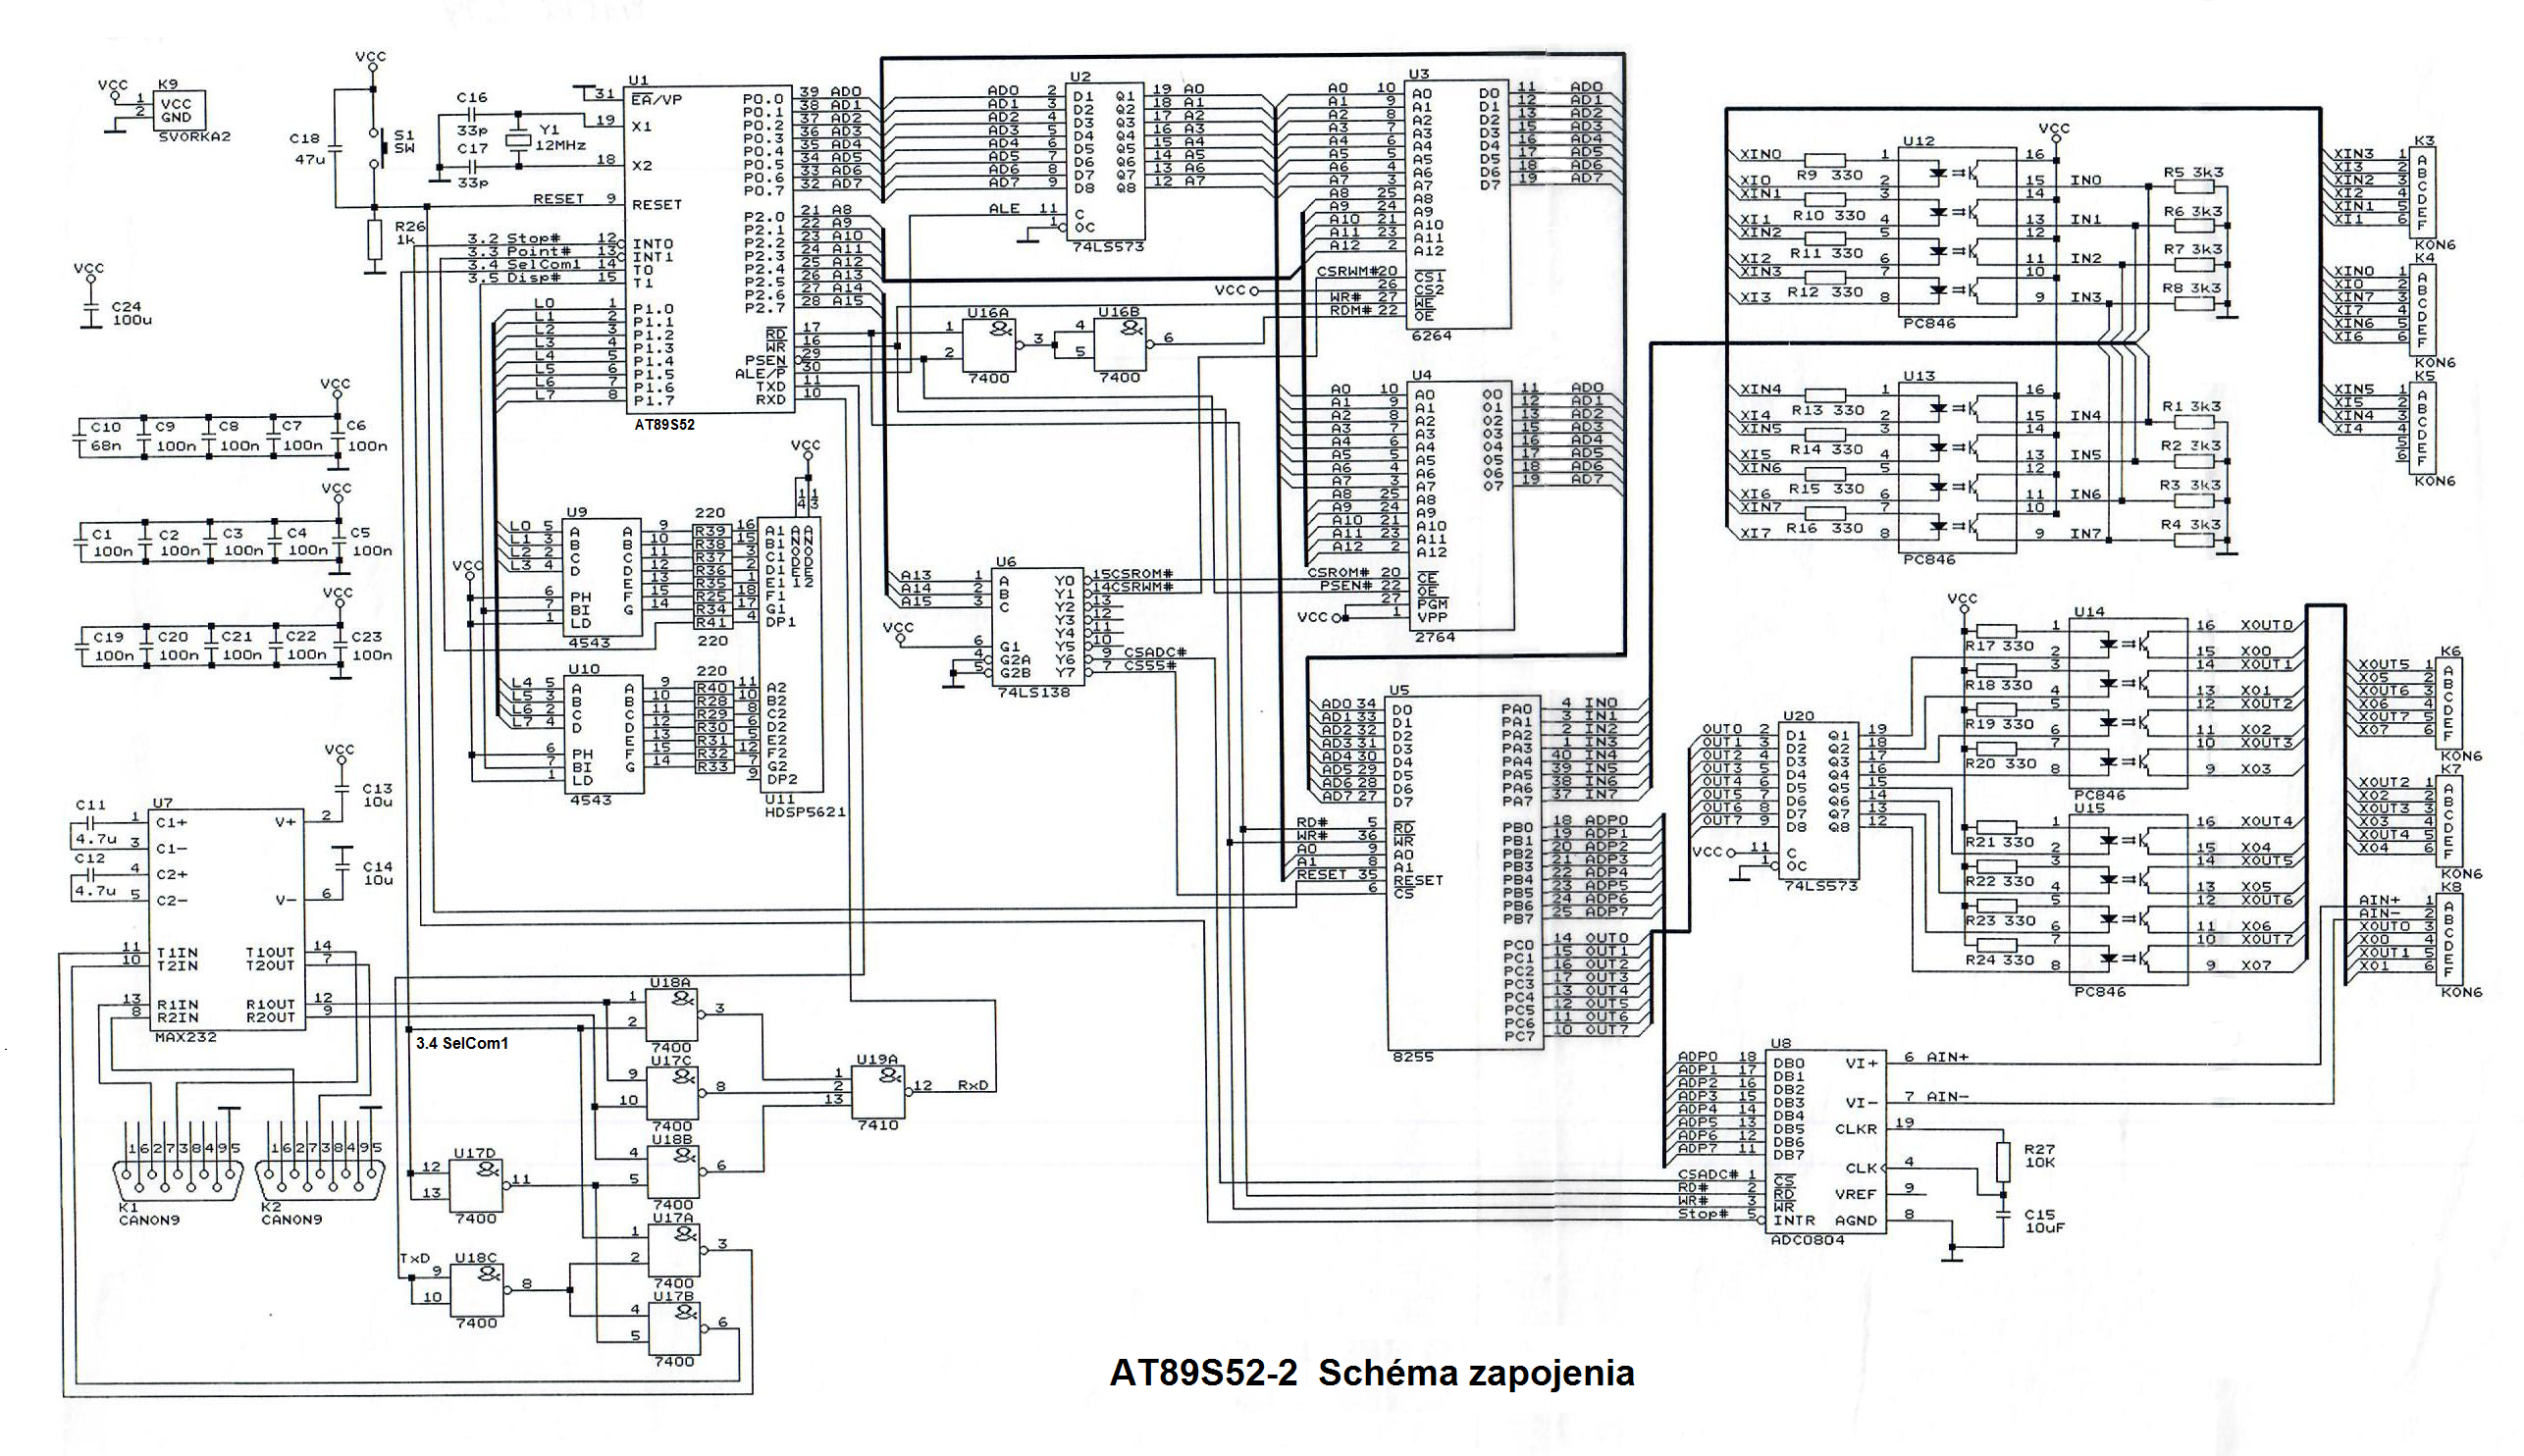 VCC
K9
1 VCC
2 GND
SVORKA2
VCC
C18
47u
S1
SW
C16
33p
C17
33p
Y1
12MHz
RESET
R26
1k
VCC
C24
100u
3.2 Stop#
3.3 Point#
3.4 SelCom1
3.5 Disp#
U1
31 EA/VP
19 X1
18 X2
9 RESET
12 INT0
13 INT1
14 T0
15 T1
L0 1 P1.0
L1 2 P1.1
L2 3 P1.2
L3 4 P1.3
L4 5 P1.4
L5 6 P1.5
L6 7 P1.6
L7 8 P1.7
P0.0 39 AD0
P0.1 38 AD1
P0.2 37 AD2
P0.3 36 AD3
P0.4 35 AD4
P0.5 34 AD5
P0.6 33 AD6
P0.7 32 AD7
P2.0 21 A8
P2.1 22 A9
P2.2 23 A10
P2.3 24 A11
P2.4 25 A12
P2.5 26 A13
P2.6 27 A14
P2.7 28 A15
RD 17
WR 16
PSEN 29
ALE/P 30
TXD 11
RXD 10
AT89S52
U2
AD0 2 D1 Q1 19 A0
AD1 3 D2 Q2 18 A1
AD2 4 D3 Q3 17 A2
AD3 5 D4 Q4 16 A3
AD4 6 D5 Q5 15 A4
AD5 7 D6 Q6 14 A5
AD6 8 D7 Q7 13 A6
AD7 9 D8 Q8 12 A7
ALE 11 C
1 OC
74LS573
U3
A0 10 A0 D0 11 AD0
A1 9 A1 D1 12 AD1
A2 8 A2 D2 13 AD2
A3 7 A3 D3 15 AD3
A4 6 A4 D4 16 AD4
A5 5 A5 D5 17 AD5
A6 4 A6 D6 18 AD6
A7 3 A7 D7 19 AD7
A8 25 A8
A9 24 A9
A10 21 A10
A11 23 A11
A12 2 A12
CSRWM# 20 CS1
VCC 26 CS2
WR# 27 WE
RDM# 22 OE
6264
U16A
1
2
3
7400
U16B
4
5
6
7400
U4
A0 10 A0 O0 11 AD0
A1 9 A1 O1 12 AD1
A2 8 A2 O2 13 AD2
A3 7 A3 O3 15 AD3
A4 6 A4 O4 16 AD4
A5 5 A5 O5 17 AD5
A6 4 A6 O6 18 AD6
A7 3 A7 O7 19 AD7
A8 25 A8
A9 24 A9
A10 21 A10
A11 23 A11
A12 2 A12
CSROM# 20 CE
PSEN# 22 OE
27 PGM
VCC 1 VPP
2764
U6
A13 1 A Y0 15 CSROM#
A14 2 B Y1 14 CSRWM#
A15 3 C Y2 13
Y3 12
Y4 11
VCC 6 G1 Y5 10
4 G2A Y6 9 CSADC#
5 G2B Y7 7 CS55#
74LS138
VCC
C10 68n
C9 100n
C8 100n
C7 100n
C6 100n
VCC
C1 100n
C2 100n
C3 100n
C4 100n
C5 100n
VCC
C19 100n
C20 100n
C21 100n
C22 100n
C23 100n
VCC
U9
L0 5 A A 9
L1 3 B B 10
L2 2 C C 11
L3 4 D D 12
E 13
6 PH F 15
7 BI G 14
1 LD
4543
220
R39
R38
R37
R36
R35
R25
R34
R41
220
U10
L4 5 A A 9
L5 3 B B 10
L6 2 C C 11
L7 4 D D 12
E 13
6 PH F 15
7 BI G 14
1 LD
4543
220
R40
R28
R29
R30
R31
R32
R33
VCC
14 13
ANODE1
ANODE2
16 A1
15 B1
3 C1
2 D1
1 E1
18 F1
17 G1
4 DP1
11 A2
10 B2
8 C2
6 D2
5 E2
12 F2
7 G2
9 DP2
U11
HDSP5621
U7
C11 4.7u
C12 4.7u
1 C1+
3 C1-
4 C2+
5 C2-
V+ 2
V- 6
VCC
C13 10u
C14 10u
11 T1IN T1OUT 14
10 T2IN T2OUT 7
13 R1IN R1OUT 12
8 R2IN R2OUT 9
MAX232
3.4 SelCom1
1 6 2 7 3 8 4 9 5
K1
CANON9
1 6 2 7 3 8 4 9 5
K2
CANON9
U18A
1
2
3
7400
U17C
9
10
8
7400
U18B
4
5
6
7400
U17D
12
13
11
7400
U17A
1
2
3
7400
TxD
U18C
9
10
8
7400
U17B
4
5
6
7400
U19A
1
2
13
12 RxD
7410
U5
AD0 34 D0
AD1 33 D1
AD2 32 D2
AD3 31 D3
AD4 30 D4
AD5 29 D5
AD6 28 D6
AD7 27 D7
RD# 5 RD
WR# 36 WR
A0 9 A0
A1 8 A1
RESET 35 RESET
6 CS
PA0 4 IN0
PA1 3 IN1
PA2 2 IN2
PA3 1 IN3
PA4 40 IN4
PA5 39 IN5
PA6 38 IN6
PA7 37 IN7
PB0 18 ADP0
PB1 19 ADP1
PB2 20 ADP2
PB3 21 ADP3
PB4 22 ADP4
PB5 23 ADP5
PB6 24 ADP6
PB7 25 ADP7
PC0 14 OUT0
PC1 15 OUT1
PC2 16 OUT2
PC3 17 OUT3
PC4 13 OUT4
PC5 12 OUT5
PC6 11 OUT6
PC7 10 OUT7
8255
U12
VCC
XIN0 R9 330 1 16
XI0 2 15 IN0 R5 3k3
XIN1 R10 330 3 14
XI1 4 13 IN1 R6 3k3
XIN2 R11 330 5 12
XI2 6 11 IN2 R7 3k3
XIN3 R12 330 7 10
XI3 8 9 IN3 R8 3k3
PC846
U13
XIN4 R13 330 1 16
XI4 2 15 IN4 R1 3k3
XIN5 R14 330 3 14
XI5 4 13 IN5 R2 3k3
XIN6 R15 330 5 12
XI6 6 11 IN6 R3 3k3
XIN7 R16 330 7 10
XI7 8 9 IN7 R4 3k3
PC846
K3
XIN3 1 A
XI3 2 B
XIN2 3 C
XI2 4 D
XIN1 5 E
XI1 6 F
KON6
K4
XIN0 1 A
XI0 2 B
XIN7 3 C
XI7 4 D
XIN6 5 E
XI6 6 F
KON6
K5
XIN5 1 A
XI5 2 B
XIN4 3 C
XI4 4 D
5 E
6 F
KON6
U20
OUT0 2 D1 Q1 19
OUT1 3 D2 Q2 18
OUT2 4 D3 Q3 17
OUT3 5 D4 Q4 16
OUT4 6 D5 Q5 15
OUT5 7 D6 Q6 14
OUT6 8 D7 Q7 13
OUT7 9 D8 Q8 12
VCC 11 C
1 OC
74LS573
VCC
U14
R17 330 1 16 XOUT0
2 15 XO0
R18 330 3 14 XOUT1
4 13 XO1
R19 330 5 12 XOUT2
6 11 XO2
R20 330 7 10 XOUT3
8 9 XO3
PC846
U15
R21 330 1 16 XOUT4
2 15 XO4
R22 330 3 14 XOUT5
4 13 XO5
R23 330 5 12 XOUT6
6 11 XO6
R24 330 7 10 XOUT7
8 9 XO7
PC846
K6
XOUT5 1 A
XO5 2 B
XOUT6 3 C
XO6 4 D
XOUT7 5 E
XO7 6 F
KON6
K7
XOUT2 1 A
XO2 2 B
XOUT3 3 C
XO3 4 D
XOUT4 5 E
XO4 6 F
KON6
K8
AIN+ 1 A
AIN- 2 B
XOUT0 3 C
XO0 4 D
XOUT1 5 E
XO1 6 F
KON6
U8
ADP0 18 DB0
ADP1 17 DB1
ADP2 16 DB2
ADP3 15 DB3
ADP4 14 DB4
ADP5 13 DB5
ADP6 12 DB6
ADP7 11 DB7
CSADC# 1 CS
RD# 2 RD
WR# 3 WR
Stop# 5 INTR
VI+ 6 AIN+
VI- 7 AIN-
CLKR 19
CLK 4
VREF 9
AGND 8
ADC0804
R27
10K
C15
10uF
AT89S52-2 Schéma zapojenia